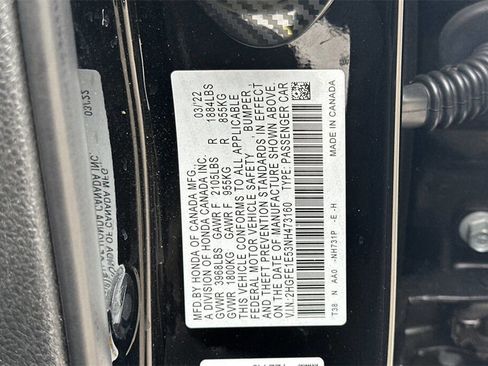 MFD. BY HONDA OF CANADA MFG. 03/22
A DIVISION OF HONDA CANADA INC.
GVWR 3968LBS GAWR F 2105LBS R 1884LBS
GVWR 1800KG GAWR F 955KG R 855KG
THIS VEHICLE CONFORMS TO ALL APPLICABLE
FEDERAL MOTOR VEHICLE SAFETY, BUMPER,
AND THEFT PREVENTION STANDARDS IN EFFECT
ON THE DATE OF MANUFACTURE SHOWN ABOVE.
V.I.N.:2HGFE1E53NH473160 TYPE: PASSENGER CAR
T38 N AA0 -NH731P -E -H MADE IN CANADA